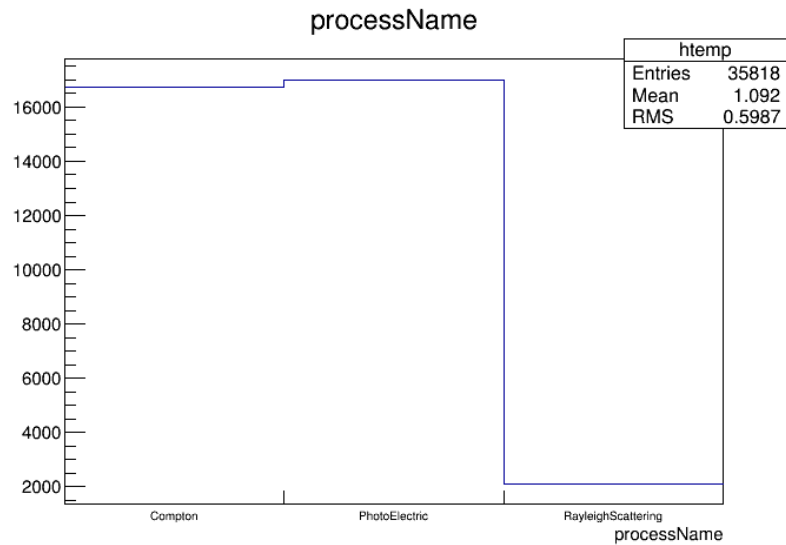 processName
htemp
Entries 35818
Mean 1.092
RMS 0.5987
16000
14000
12000
10000
8000
6000
4000
2000
Compton PhotoElectric RayleighScattering
processName